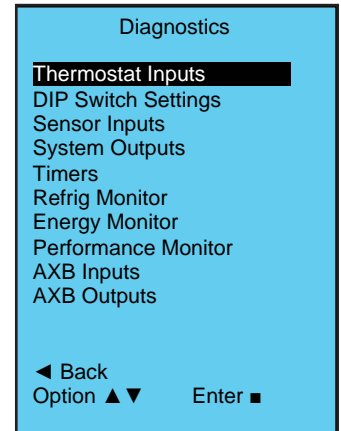 Diagnostics
Thermostat Inputs
DIP Switch Settings
Sensor Inputs
System Outputs
Timers
Refrig Monitor
Energy Monitor
Performance Monitor
AXB Inputs
AXB Outputs
◄ Back
Option ▲▼ Enter ■